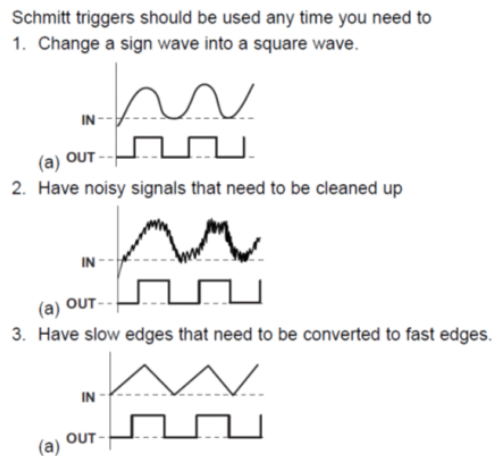 Schmitt triggers should be used any time you need to
1. Change a sign wave into a square wave.
IN
(a) OUT
2. Have noisy signals that need to be cleaned up
IN
(a) OUT
3. Have slow edges that need to be converted to fast edges.
IN
(a) OUT